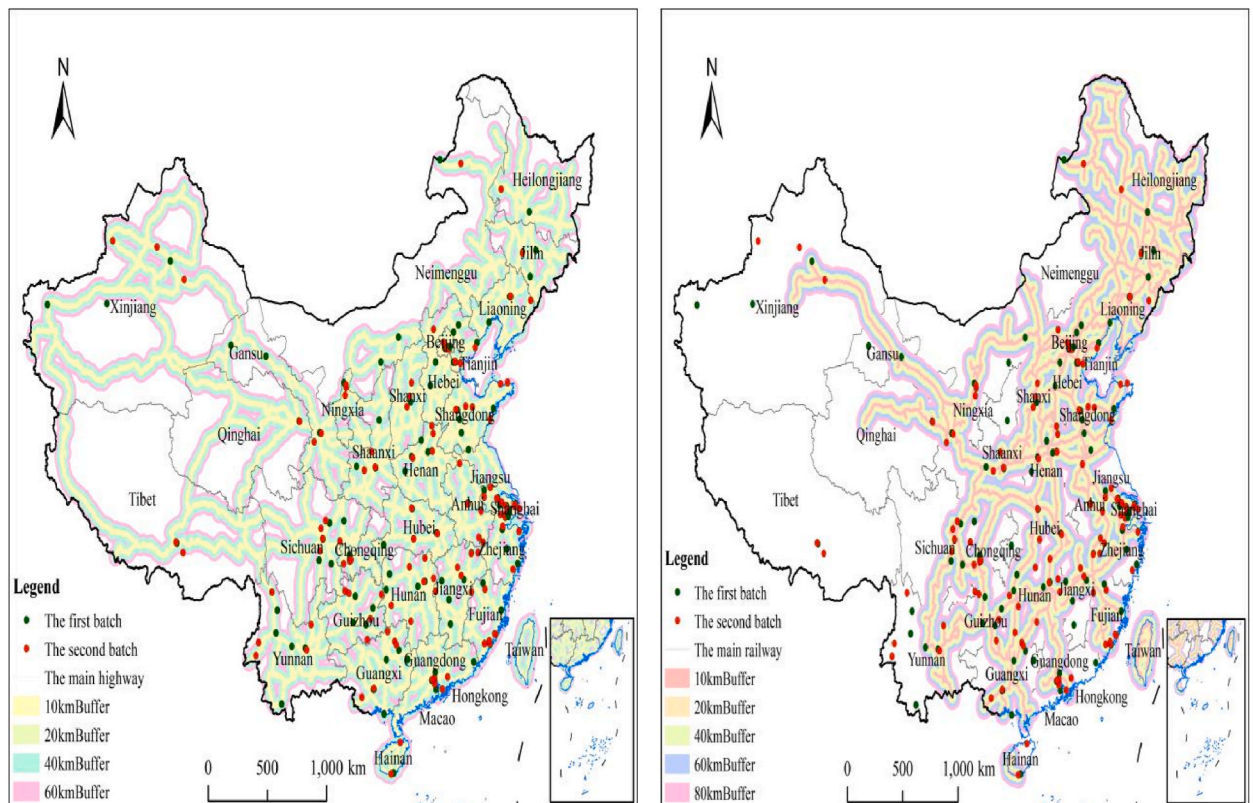 N
Heilongjiang
Jilin
Neimenggu
Liaoning
Xinjiang
Beijing
Gansu
Tianjin
Hebei
Ningxia
Shanxi
Shangdong
Qinghai
Shaanxi
Henan
Jiangsu
Tibet
Anhui
Shanghai
Hubei
Sichuan
Chongqing
Zhejiang
Hunan
Jiangxi
Guizhou
Fujian
Yunnan
Taiwan
Guangxi
Guangdong
Hongkong
Macao
Hainan
Legend
The first batch
The second batch
The main highway
10kmBuffer
20kmBuffer
40kmBuffer
60kmBuffer
0 500 1,000 km
N
Heilongjiang
Jilin
Neimenggu
Liaoning
Xinjiang
Beijing
Gansu
Tianjin
Hebei
Ningxia
Shanxi
Shangdong
Qinghai
Shaanxi
Henan
Jiangsu
Tibet
Anhui
Shanghai
Hubei
Sichuan
Chongqing
Zhejiang
Hunan
Jiangxi
Guizhou
Fujian
Yunnan
Taiwan
Guangxi
Guangdong
Hongkong
Macao
Hainan
Legend
The first batch
The second batch
The main railway
10kmBuffer
20kmBuffer
40kmBuffer
60kmBuffer
80kmBuffer
0 500 1,000 km